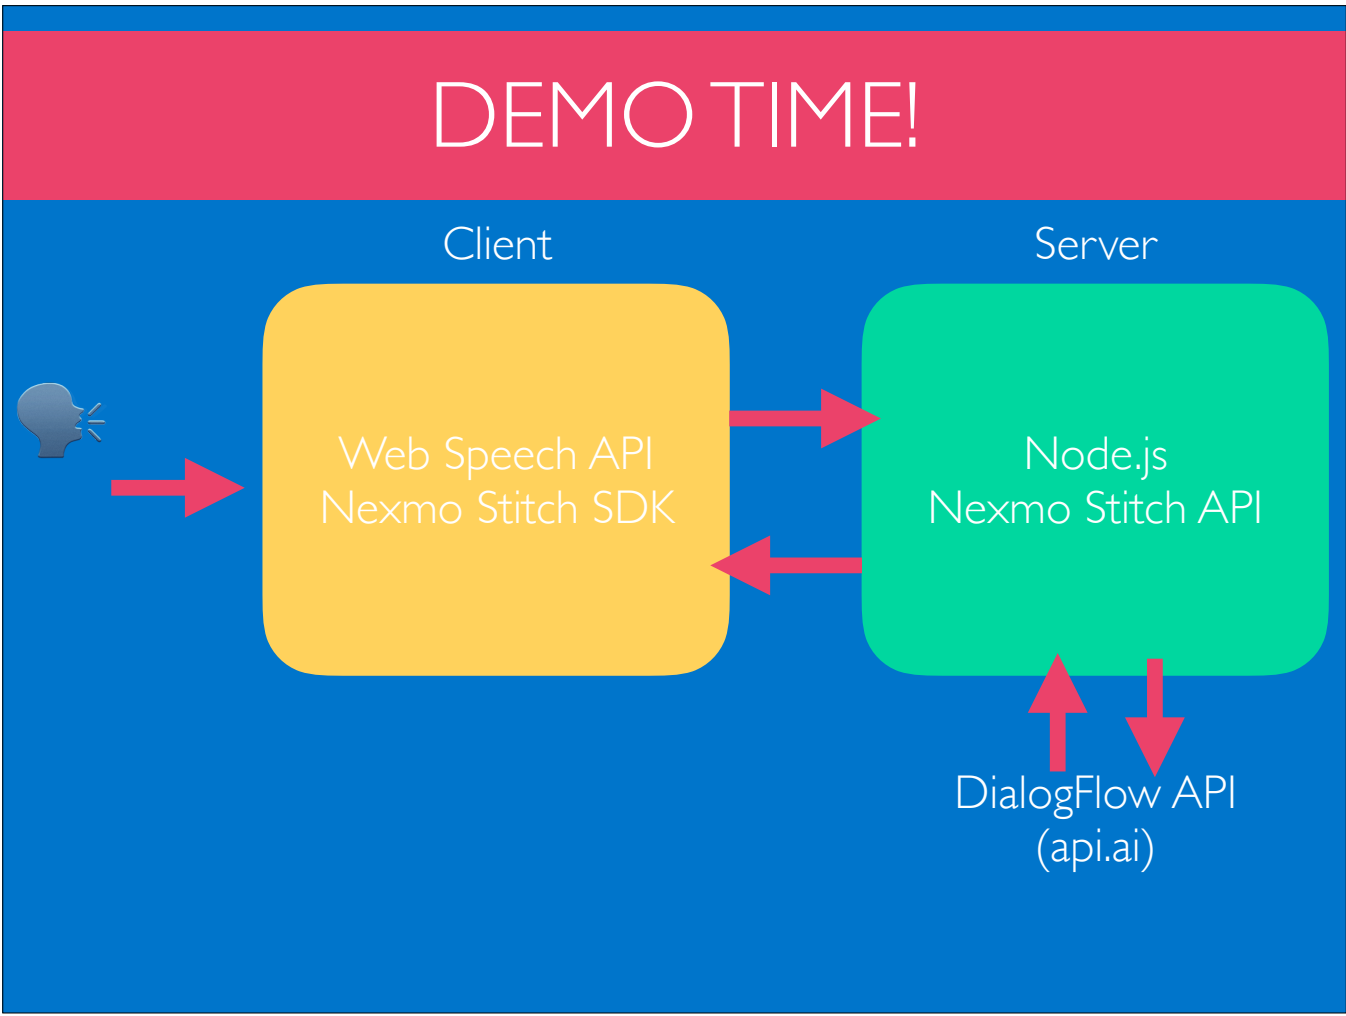 DEMO TIME!
Client
Server
Web Speech API
Nexmo Stitch SDK
Node.js
Nexmo Stitch API
DialogFlow API
(api.ai)